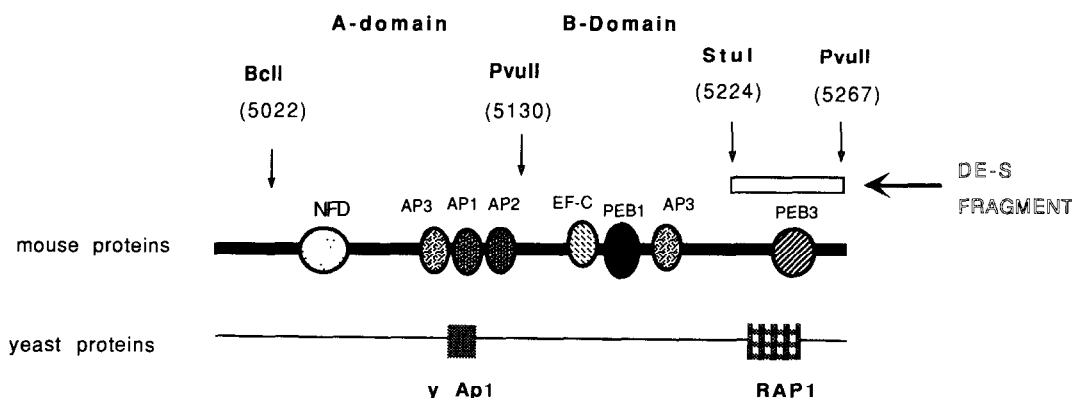 A-domain B-Domain
BclI
(5022)
PvuII
(5130)
StuI
(5224)
PvuII
(5267)
DE-S
FRAGMENT
NFD AP3 AP1 AP2 EF-C PEB1 AP3 PEB3
mouse proteins
yeast proteins
y Ap1 RAP1